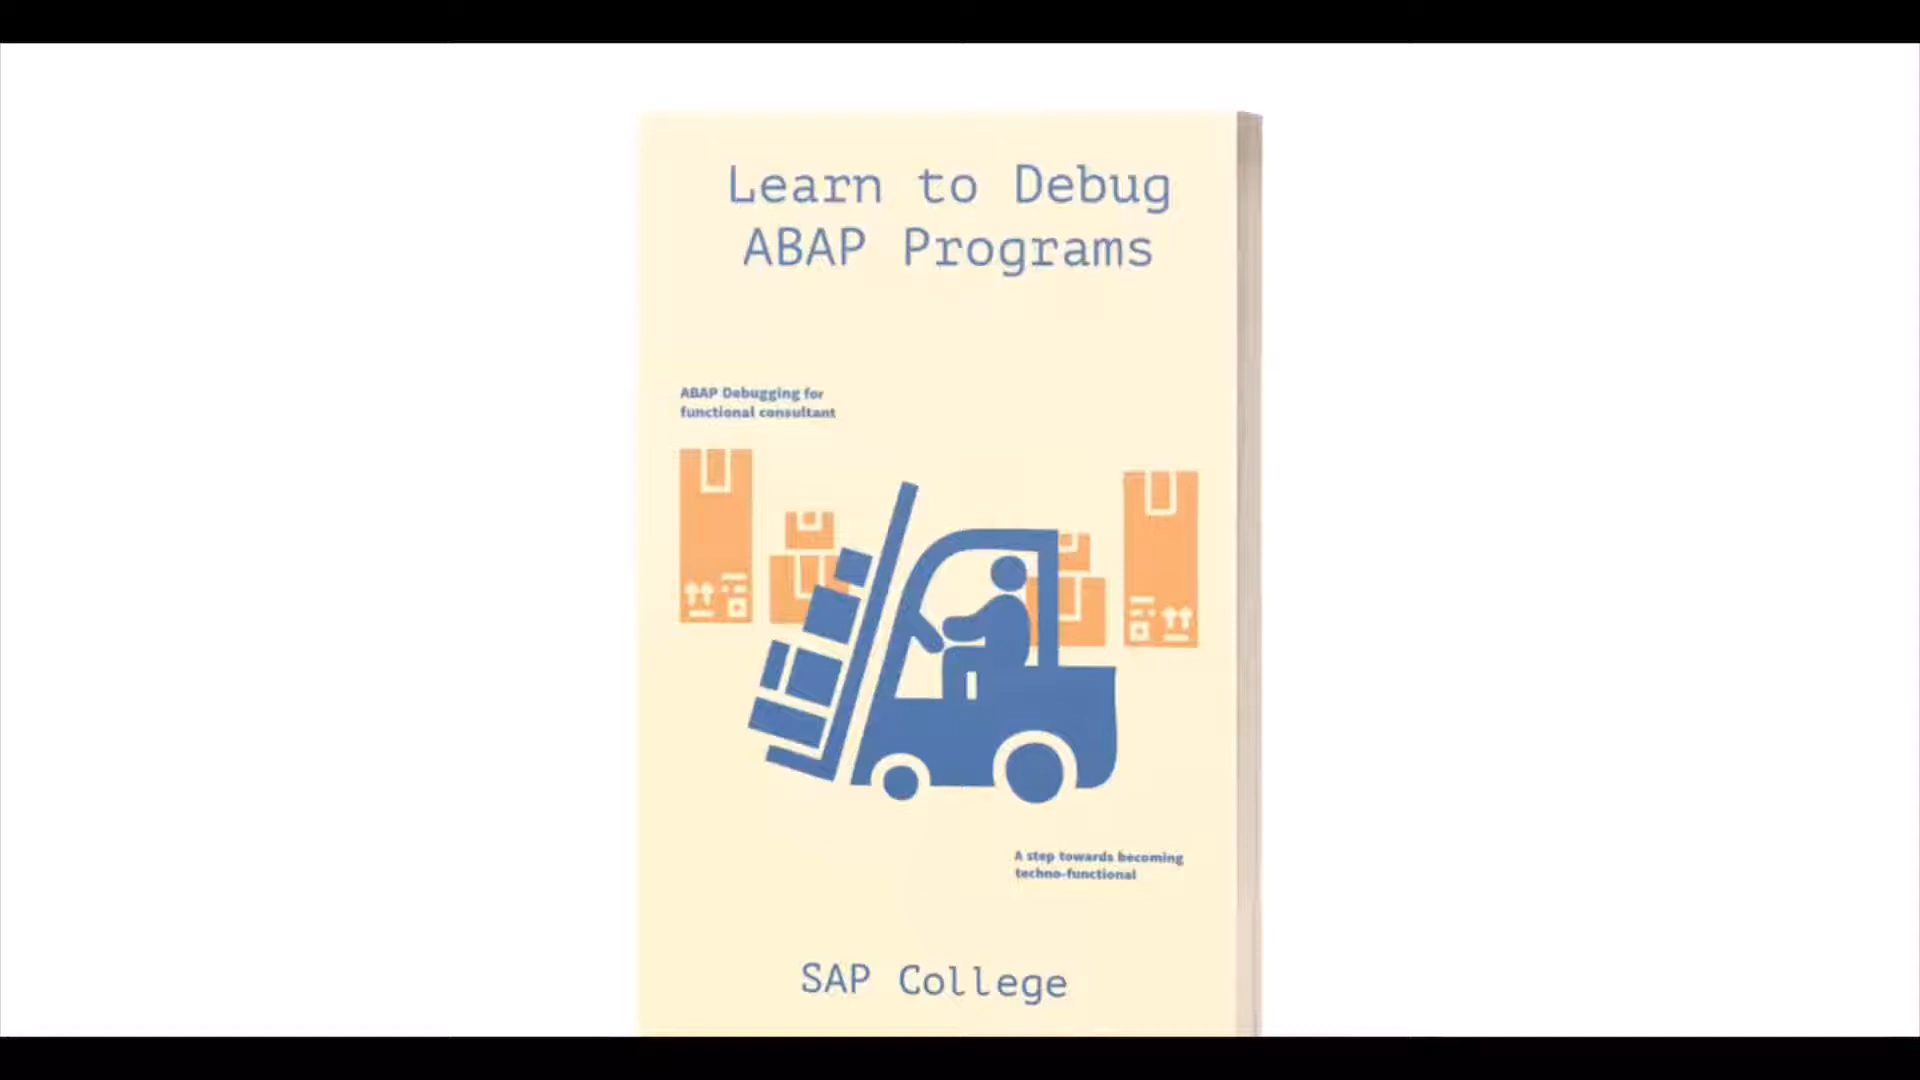 Learn to Debug
ABAP Programs
ABAP Debugging for
functional consultant
A step towards becoming
techno-functional
SAP College